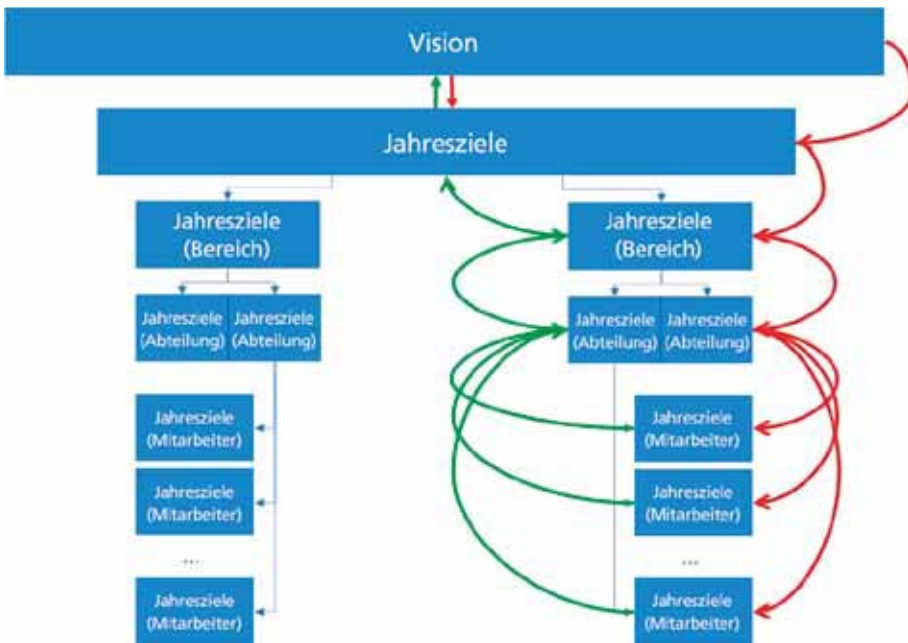 Vision
Jahresziele
Jahresziele
(Bereich)
Jahresziele
(Bereich)
Jahresziele
(Abteilung)
Jahresziele
(Abteilung)
Jahresziele
(Abteilung)
Jahresziele
(Abteilung)
Jahresziele
(Mitarbeiter)
Jahresziele
(Mitarbeiter)
Jahresziele
(Mitarbeiter)
Jahresziele
(Mitarbeiter)
...
...
Jahresziele
(Mitarbeiter)
Jahresziele
(Mitarbeiter)